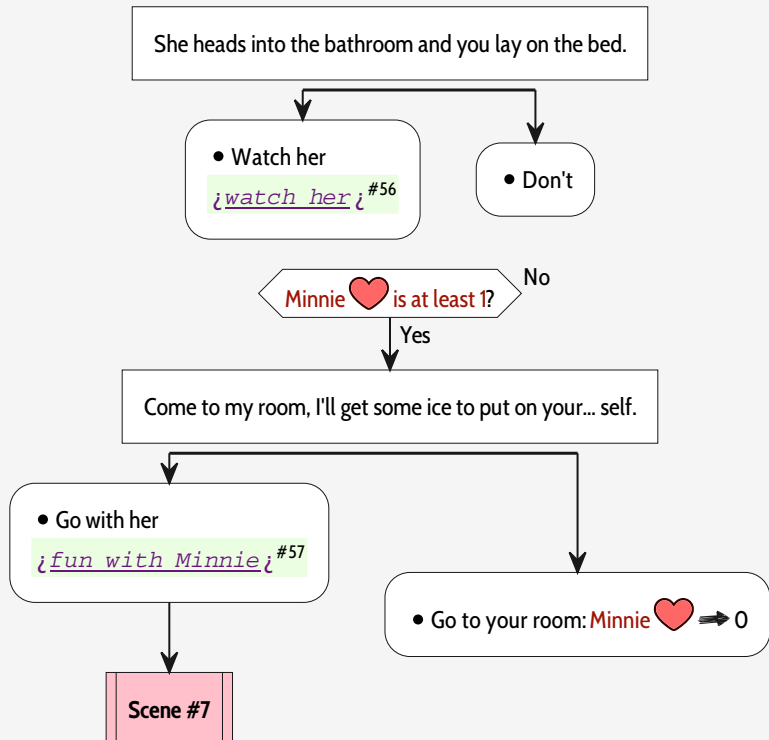 She heads into the bathroom and you lay on the bed.
• Watch her
¿watch her¿#56
• Don't
Minnie is at least 1?
No
Yes
Come to my room, I'll get some ice to put on your... self.
• Go with her
¿fun with Minnie¿#57
• Go to your room: Minnie 0
Scene #7